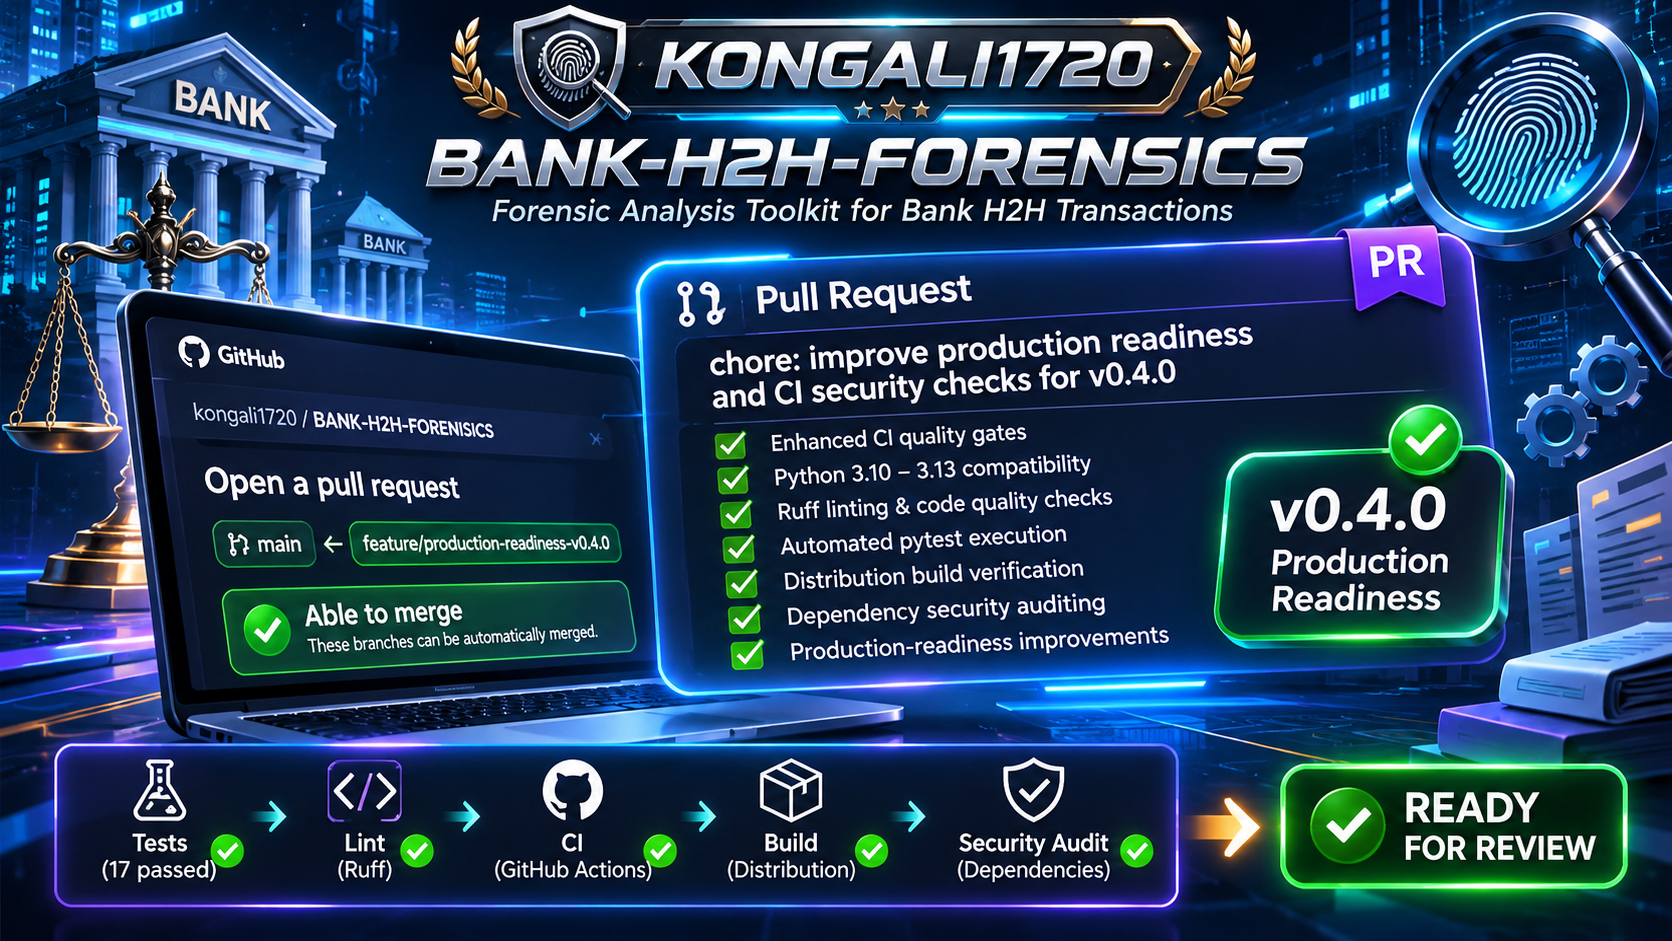 KONGALI1720
BANK-H2H-FORENSICS
Forensic Analysis Toolkit for Bank H2H Transactions
BANK
BANK
GitHub
kongali1720 / BANK-H2H-FORENISICS
Open a pull request
main ← feature/production-readiness-v0.4.0
Able to merge
These branches can be automatically merged.
PR
Pull Request
chore: improve production readiness
and CI security checks for v0.4.0
Enhanced CI quality gates
Python 3.10 – 3.13 compatibility
Ruff linting & code quality checks
Automated pytest execution
Distribution build verification
Dependency security auditing
Production-readiness improvements
v0.4.0
Production
Readiness
Tests
(17 passed)
Lint
(Ruff)
CI
(GitHub Actions)
Build
(Distribution)
Security Audit
(Dependencies)
READY
FOR REVIEW